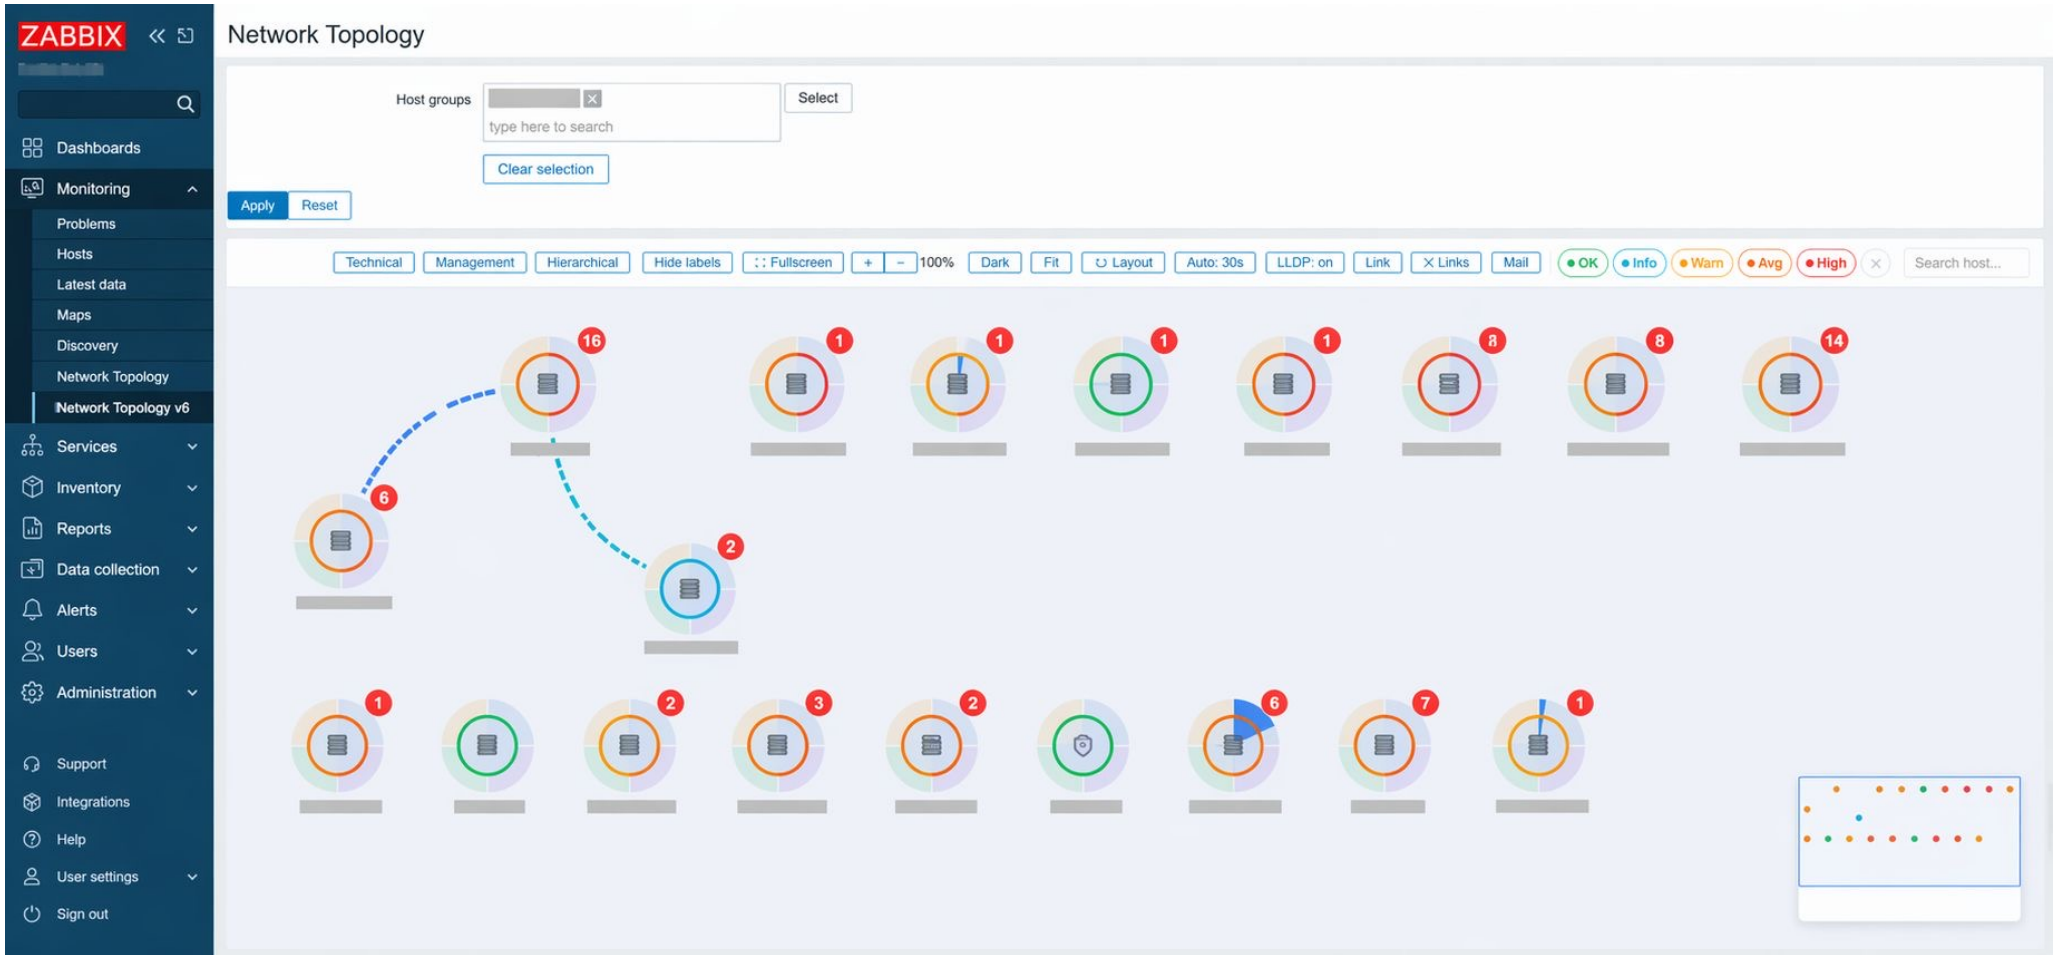 ZABBIX
Dashboards
Monitoring
Problems
Hosts
Latest data
Maps
Discovery
Network Topology
Network Topology v6
Services
Inventory
Reports
Data collection
Alerts
Users
Administration
Support
Integrations
Help
User settings
Sign out
Network Topology
Host groups
type here to search
Select
Clear selection
Apply Reset
Technical Management Hierarchical Hide labels Fullscreen + − 100% Dark Fit Layout Auto: 30s LLDP: on Link X Links Mail OK Info Warn Avg High × Search host...
16 1 1 1 1 8 8 14
6
2
1 2 3 2 6 7 1